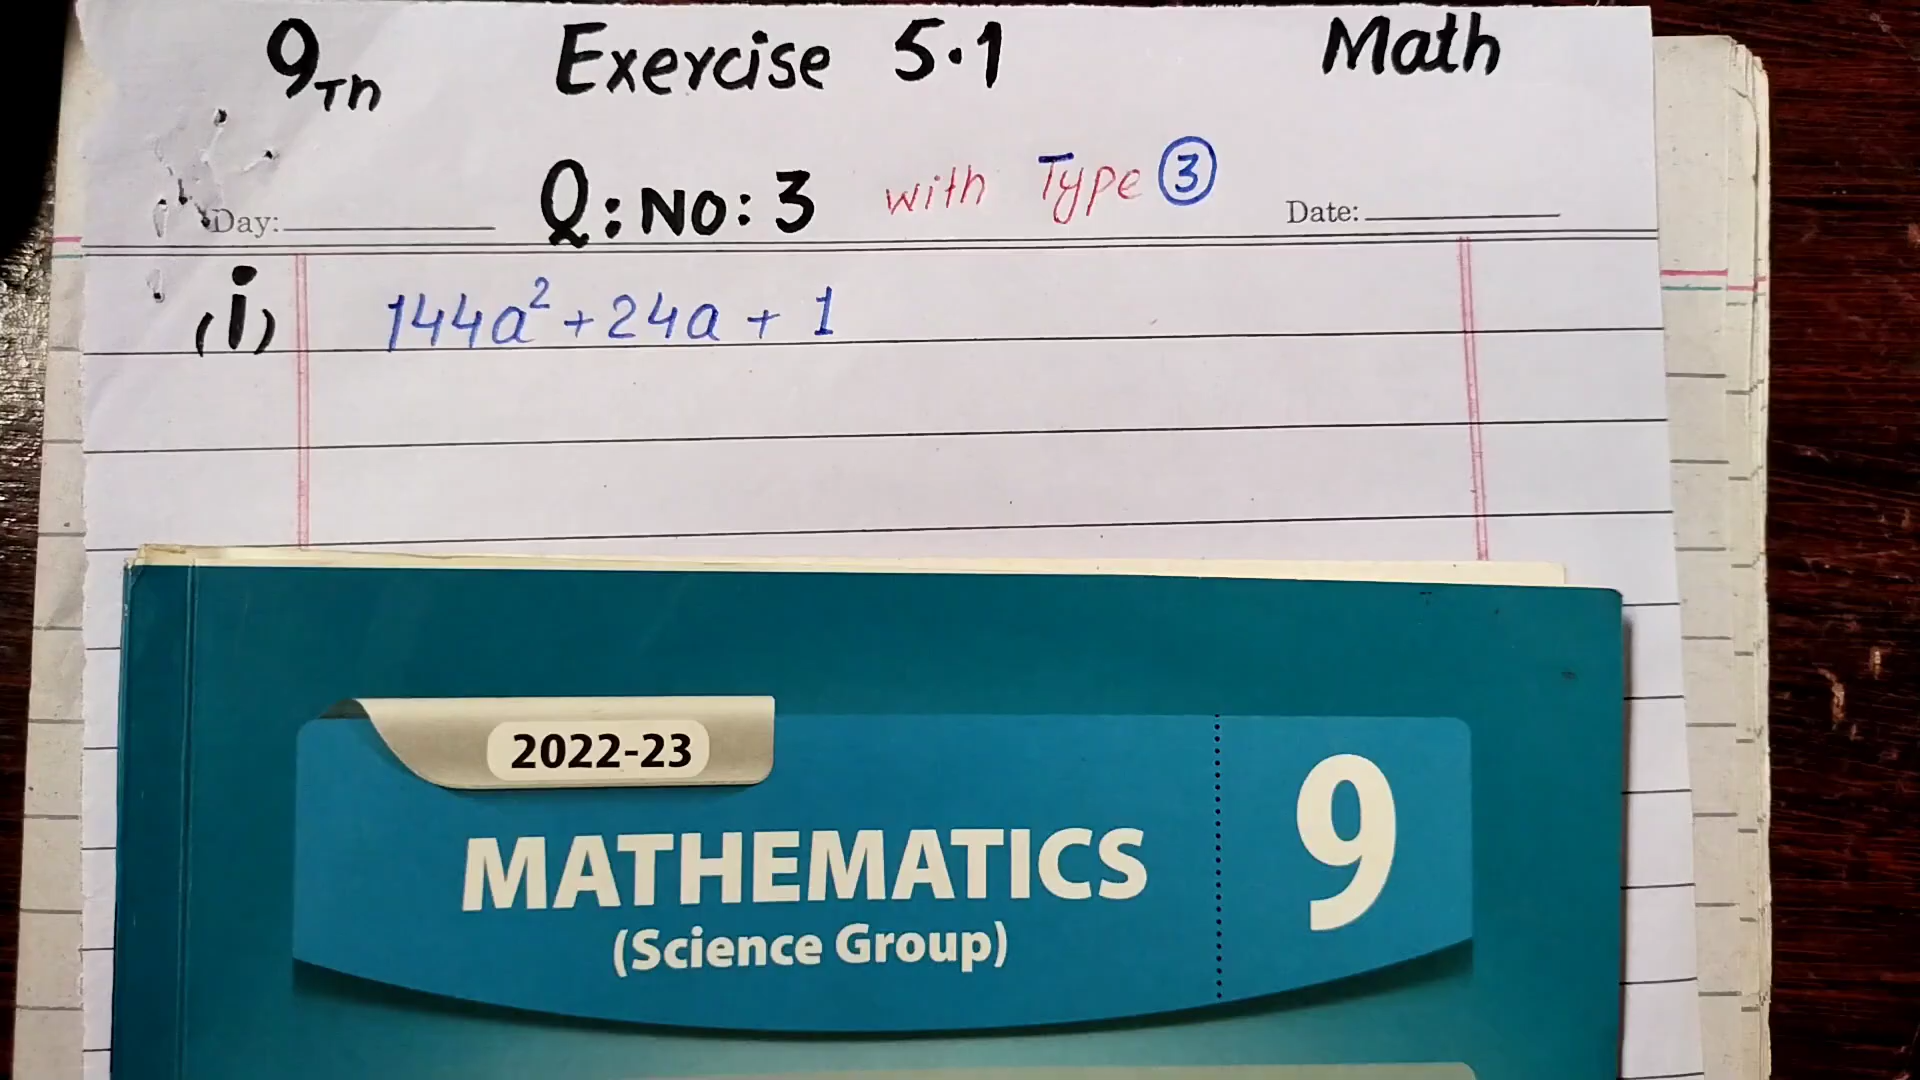 9Th Exercise 5.1 Math
Q:NO:3 with Type 3
Day: Date:
(i) 144a²+24a+1
2022-23
MATHEMATICS 9
(Science Group)